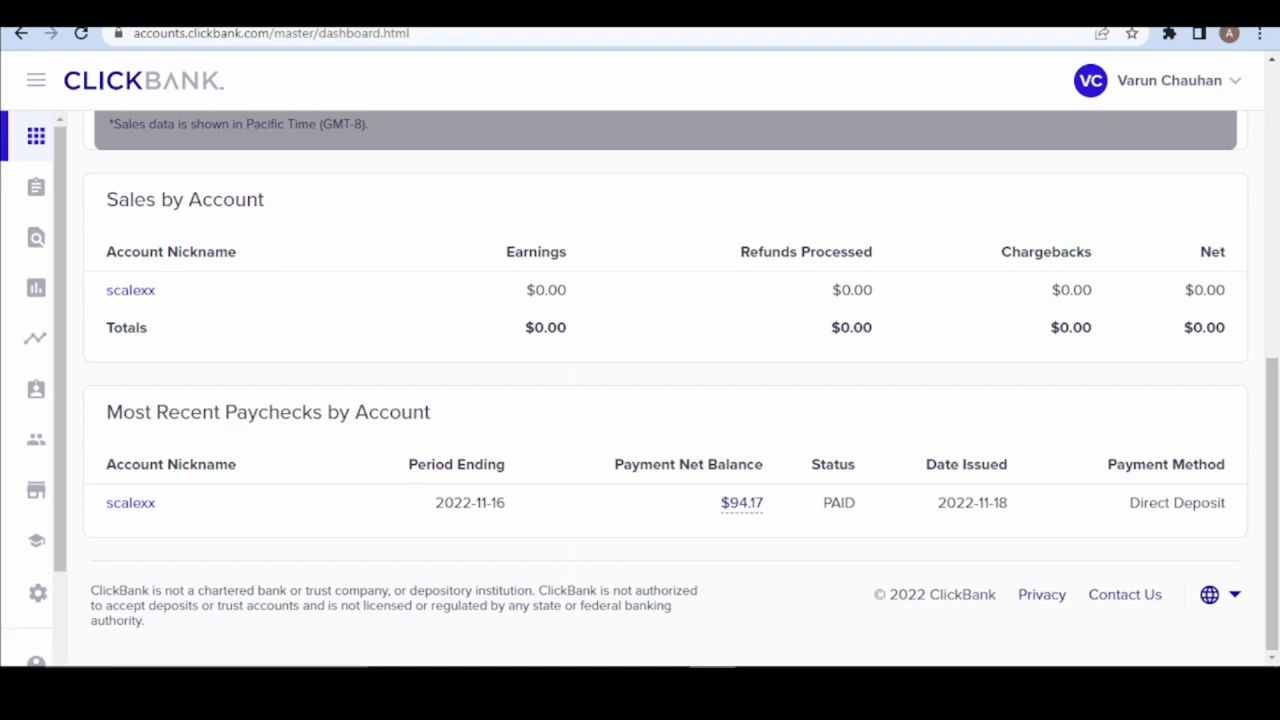 accounts.clickbank.com/master/dashboard.html
A
CLICKBANK
VC Varun Chauhan
*Sales data is shown in Pacific Time (GMT-8).
Sales by Account
Account Nickname Earnings Refunds Processed Chargebacks Net
scalexx $0.00 $0.00 $0.00 $0.00
Totals $0.00 $0.00 $0.00 $0.00
Most Recent Paychecks by Account
Account Nickname Period Ending Payment Net Balance Status Date Issued Payment Method
scalexx 2022-11-16 $94.17 PAID 2022-11-18 Direct Deposit
ClickBank is not a chartered bank or trust company, or depository institution. ClickBank is not authorized
to accept deposits or trust accounts and is not licensed or regulated by any state or federal banking
authority.
© 2022 ClickBank Privacy Contact Us